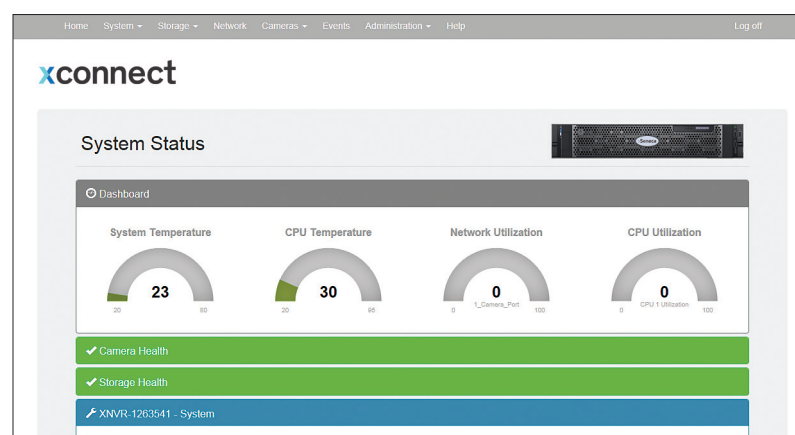 Home System Storage Network Cameras Events Administration Help Log off
xconnect
System Status
Seneca
Dashboard
System Temperature CPU Temperature Network Utilization CPU Utilization
23 30 0 0
1_Camera_Port CPU 1 Utilization
20 60 20 95 0 100 0 100
Camera Health
Storage Health
XNVR-1263541 - System